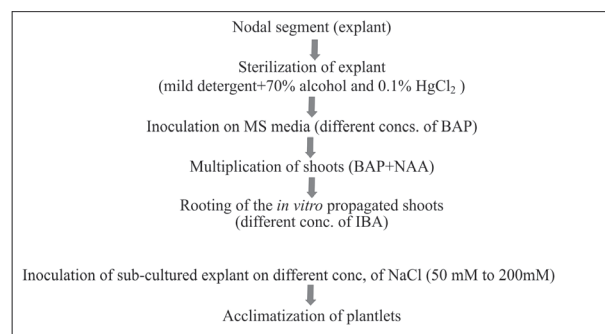 Nodal segment (explant)
Sterilization of explant
(mild detergent+70% alcohol and 0.1% HgCl₂ )
Inoculation on MS media (different concs. of BAP)
Multiplication of shoots (BAP+NAA)
Rooting of the in vitro propagated shoots
(different conc. of IBA)
Inoculation of sub-cultured explant on different conc, of NaCl (50 mM to 200mM)
Acclimatization of plantlets